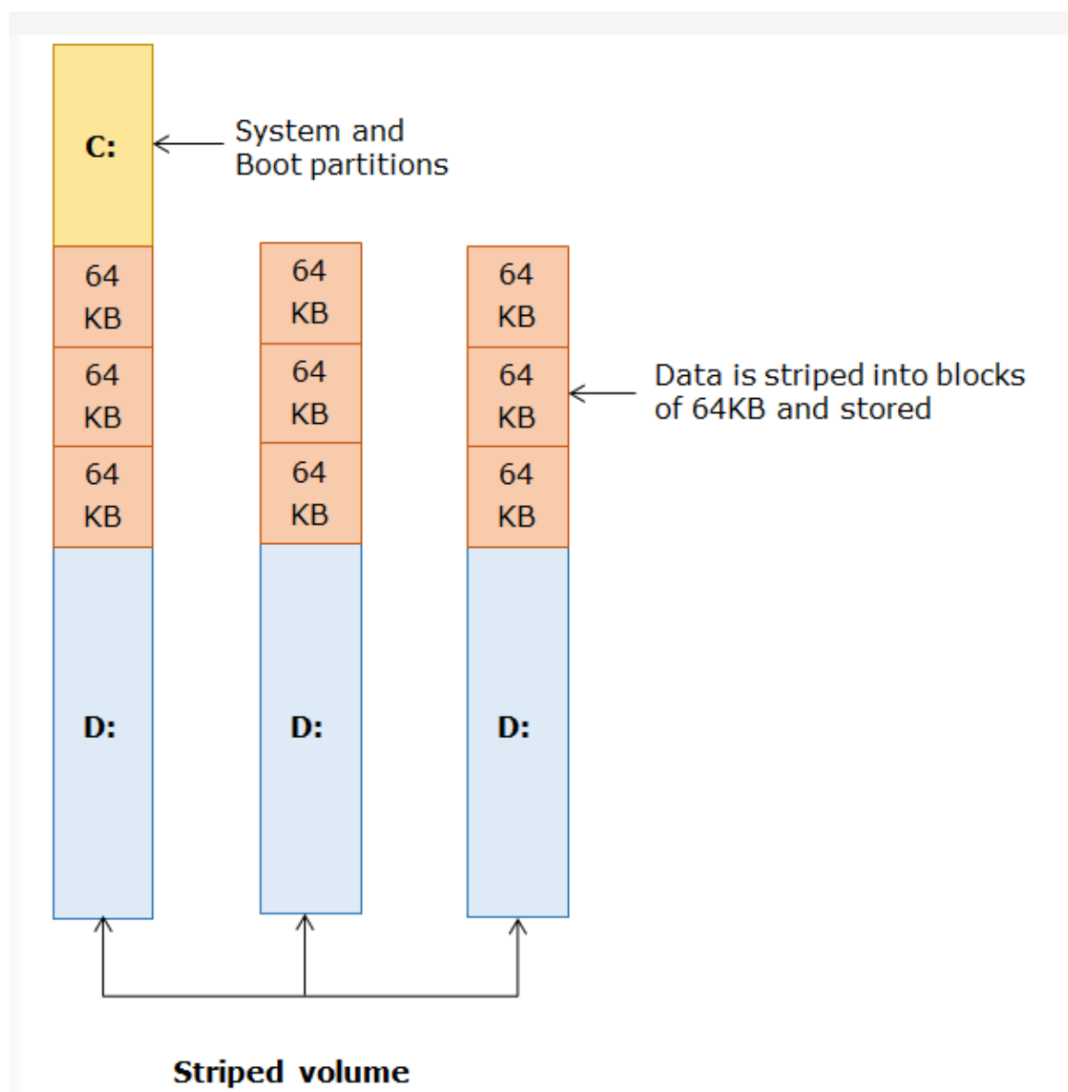 C:
System and
Boot partitions
64
KB
64
KB
64
KB
64
KB
64
KB
64
KB
64
KB
64
KB
64
KB
Data is striped into blocks
of 64KB and stored
D:
D:
D:
Striped volume